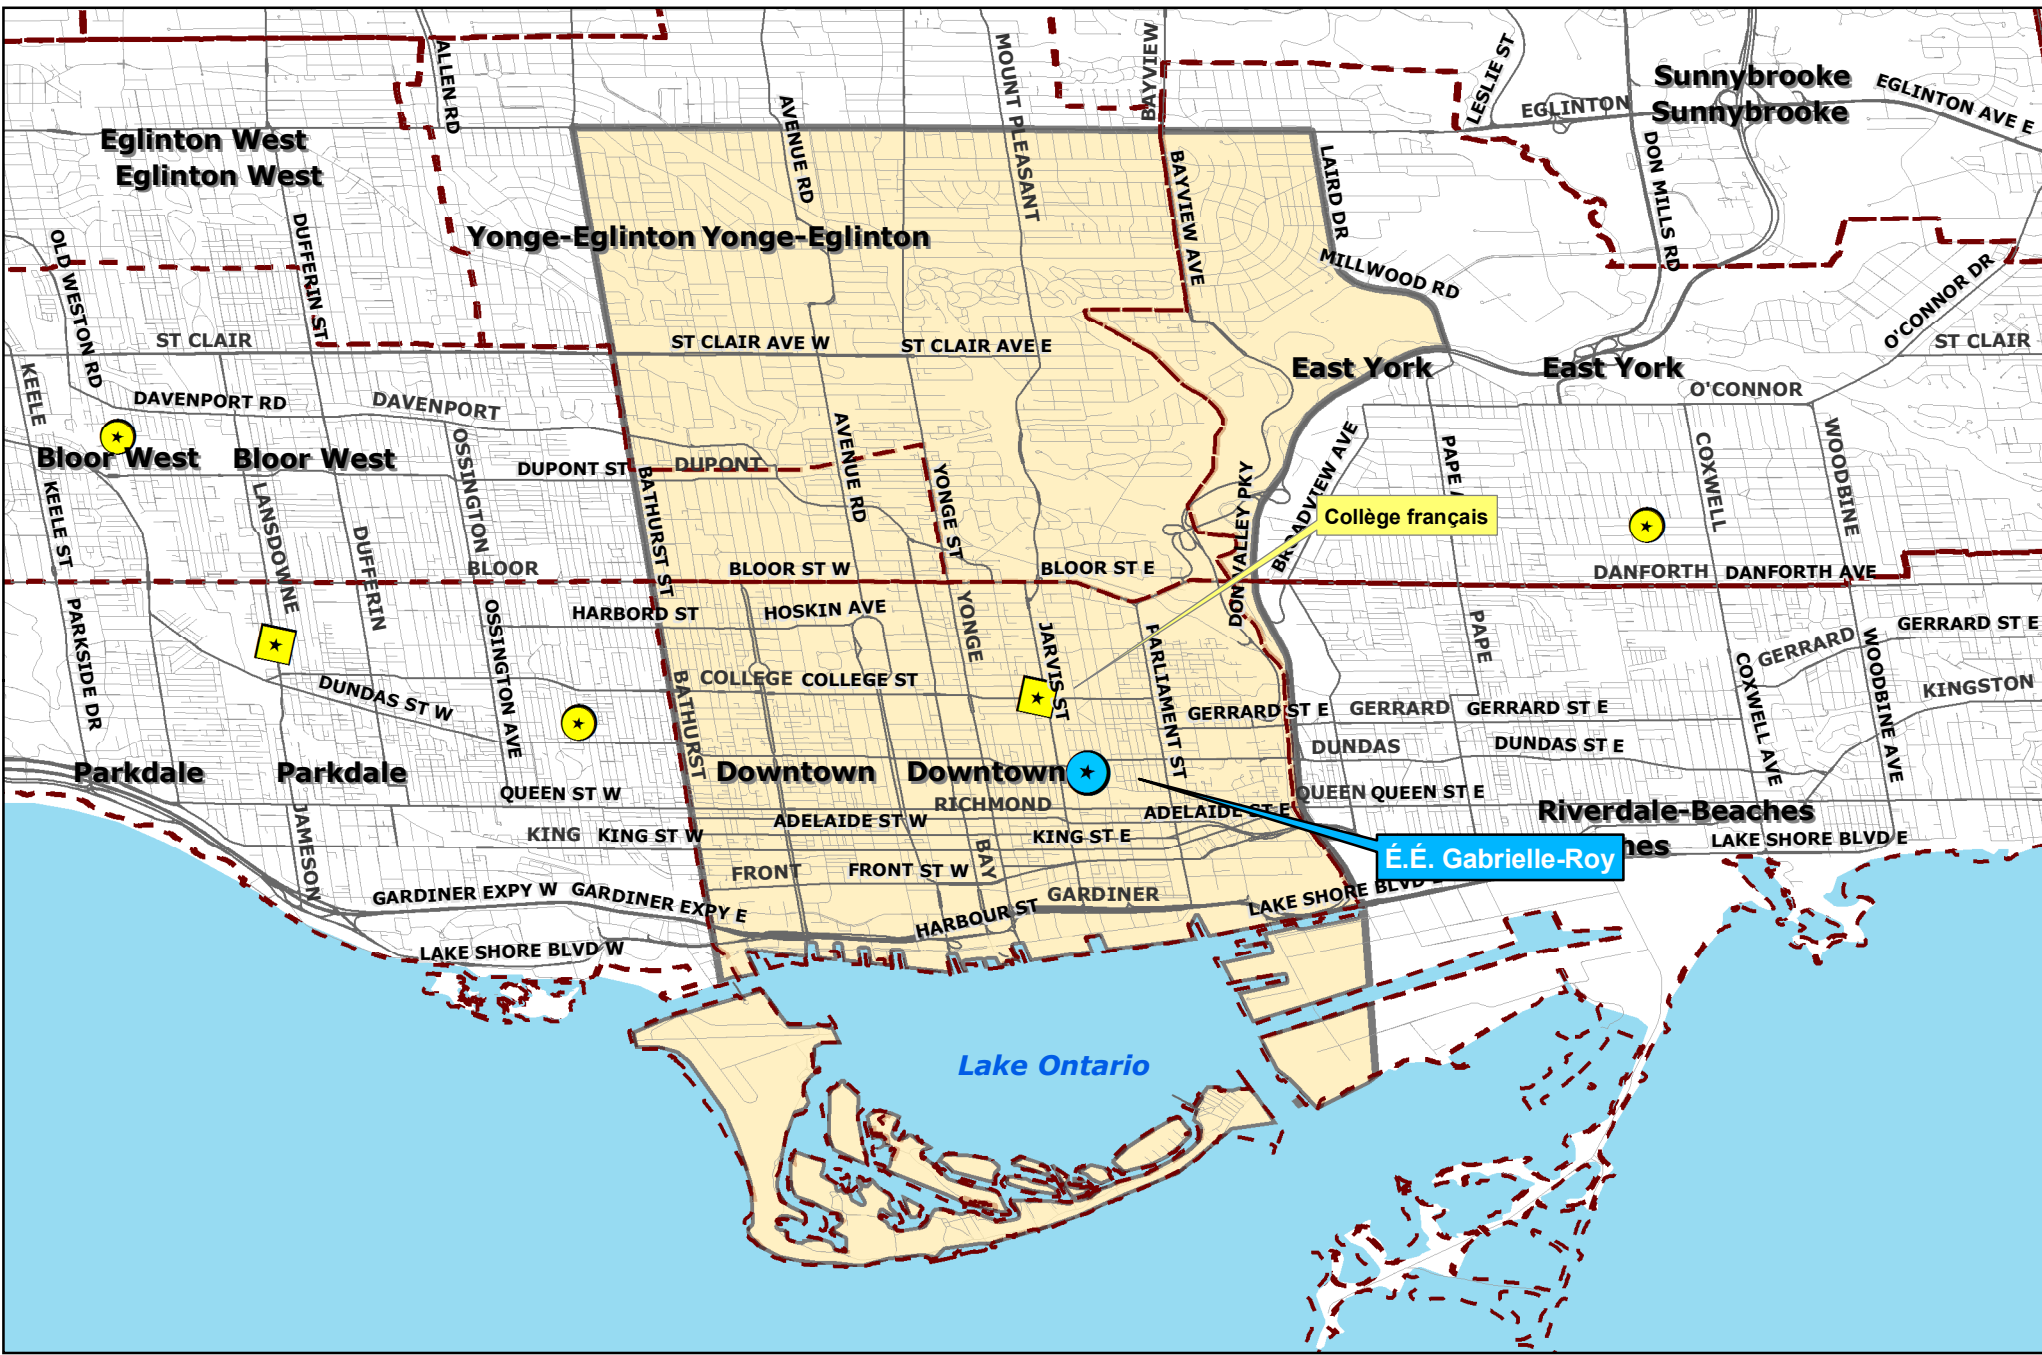 ALLEN RD
AVENUE RD
MOUNT PLEASANT
BAYVIEW
LESLIE ST
Sunnybrooke
Sunnybrooke
EGLINTON
EGLINTON AVE E
DON MILLS RD
Eglinton West
Eglinton West
BAYVIEW AVE
LAIRD DR
MILLWOOD RD
OLD WESTON RD
DUFFERIN ST
Yonge-Eglinton
Yonge-Eglinton
O'CONNOR DR
ST CLAIR
ST CLAIR AVE W
ST CLAIR AVE E
ST CLAIR
East York
East York
O'CONNOR
KEELE
DAVENPORT RD
DAVENPORT
OSSINGTON
AVENUE RD
BROADVIEW AVE
PAPE
COXWELL
WOODBINE
Bloor West
Bloor West
DUPONT ST
DUPONT
BATHURST ST
YONGE ST
DON VALLEY PKY
Collège français
KEELE ST
LANSDOWNE
DUFFERIN
BLOOR
BLOOR ST W
BLOOR ST E
DANFORTH
DANFORTH AVE
PARKSIDE DR
OSSINGTON AVE
HARBORD ST
HOSKIN AVE
YONGE
JARVIS ST
PARLIAMENT ST
PAPE
GERRARD ST E
GERRARD
COXWELL AVE
WOODBINE AVE
KINGSTON
DUNDAS ST W
BATHURST
COLLEGE
COLLEGE ST
GERRARD ST E
GERRARD
GERRARD ST E
DUNDAS
DUNDAS ST E
Parkdale
Parkdale
Downtown
Downtown
QUEEN ST W
RICHMOND
QUEEN
QUEEN ST E
ADELAIDE ST W
ADELAIDE ST E
Riverdale-Beaches
JAMESON
KING
KING ST W
KING ST E
LAKE SHORE BLVD E
É.É. Gabrielle-Roy
hes
FRONT
FRONT ST W
BAY
GARDINER EXPY W
GARDINER EXPY E
GARDINER
HARBOUR ST
LAKE SHORE BLVD E
LAKE SHORE BLVD W
Lake Ontario